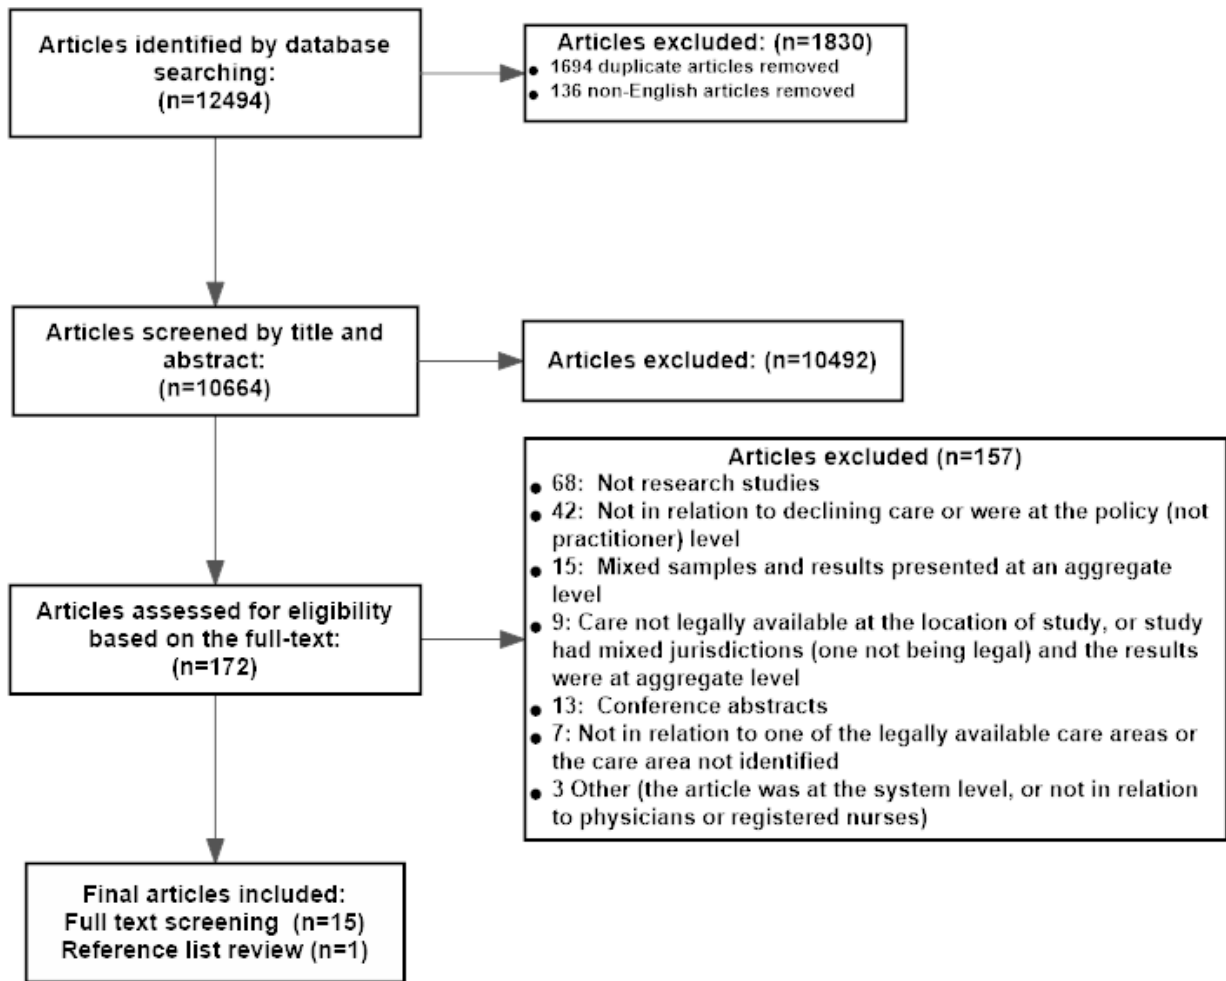 Articles identified by database
searching:
(n=12494)
Articles excluded: (n=1830)
● 1694 duplicate articles removed
● 136 non-English articles removed
Articles screened by title and
abstract:
(n=10664)
Articles excluded: (n=10492)
Articles assessed for eligibility
based on the full-text:
(n=172)
Articles excluded (n=157)
● 68: Not research studies
● 42: Not in relation to declining care or were at the policy (not
practitioner) level
● 15: Mixed samples and results presented at an aggregate
level
● 9: Care not legally available at the location of study, or study
had mixed jurisdictions (one not being legal) and the results
were at aggregate level
● 13: Conference abstracts
● 7: Not in relation to one of the legally available care areas or
the care area not identified
● 3 Other (the article was at the system level, or not in relation
to physicians or registered nurses)
Final articles included:
Full text screening (n=15)
Reference list review (n=1)